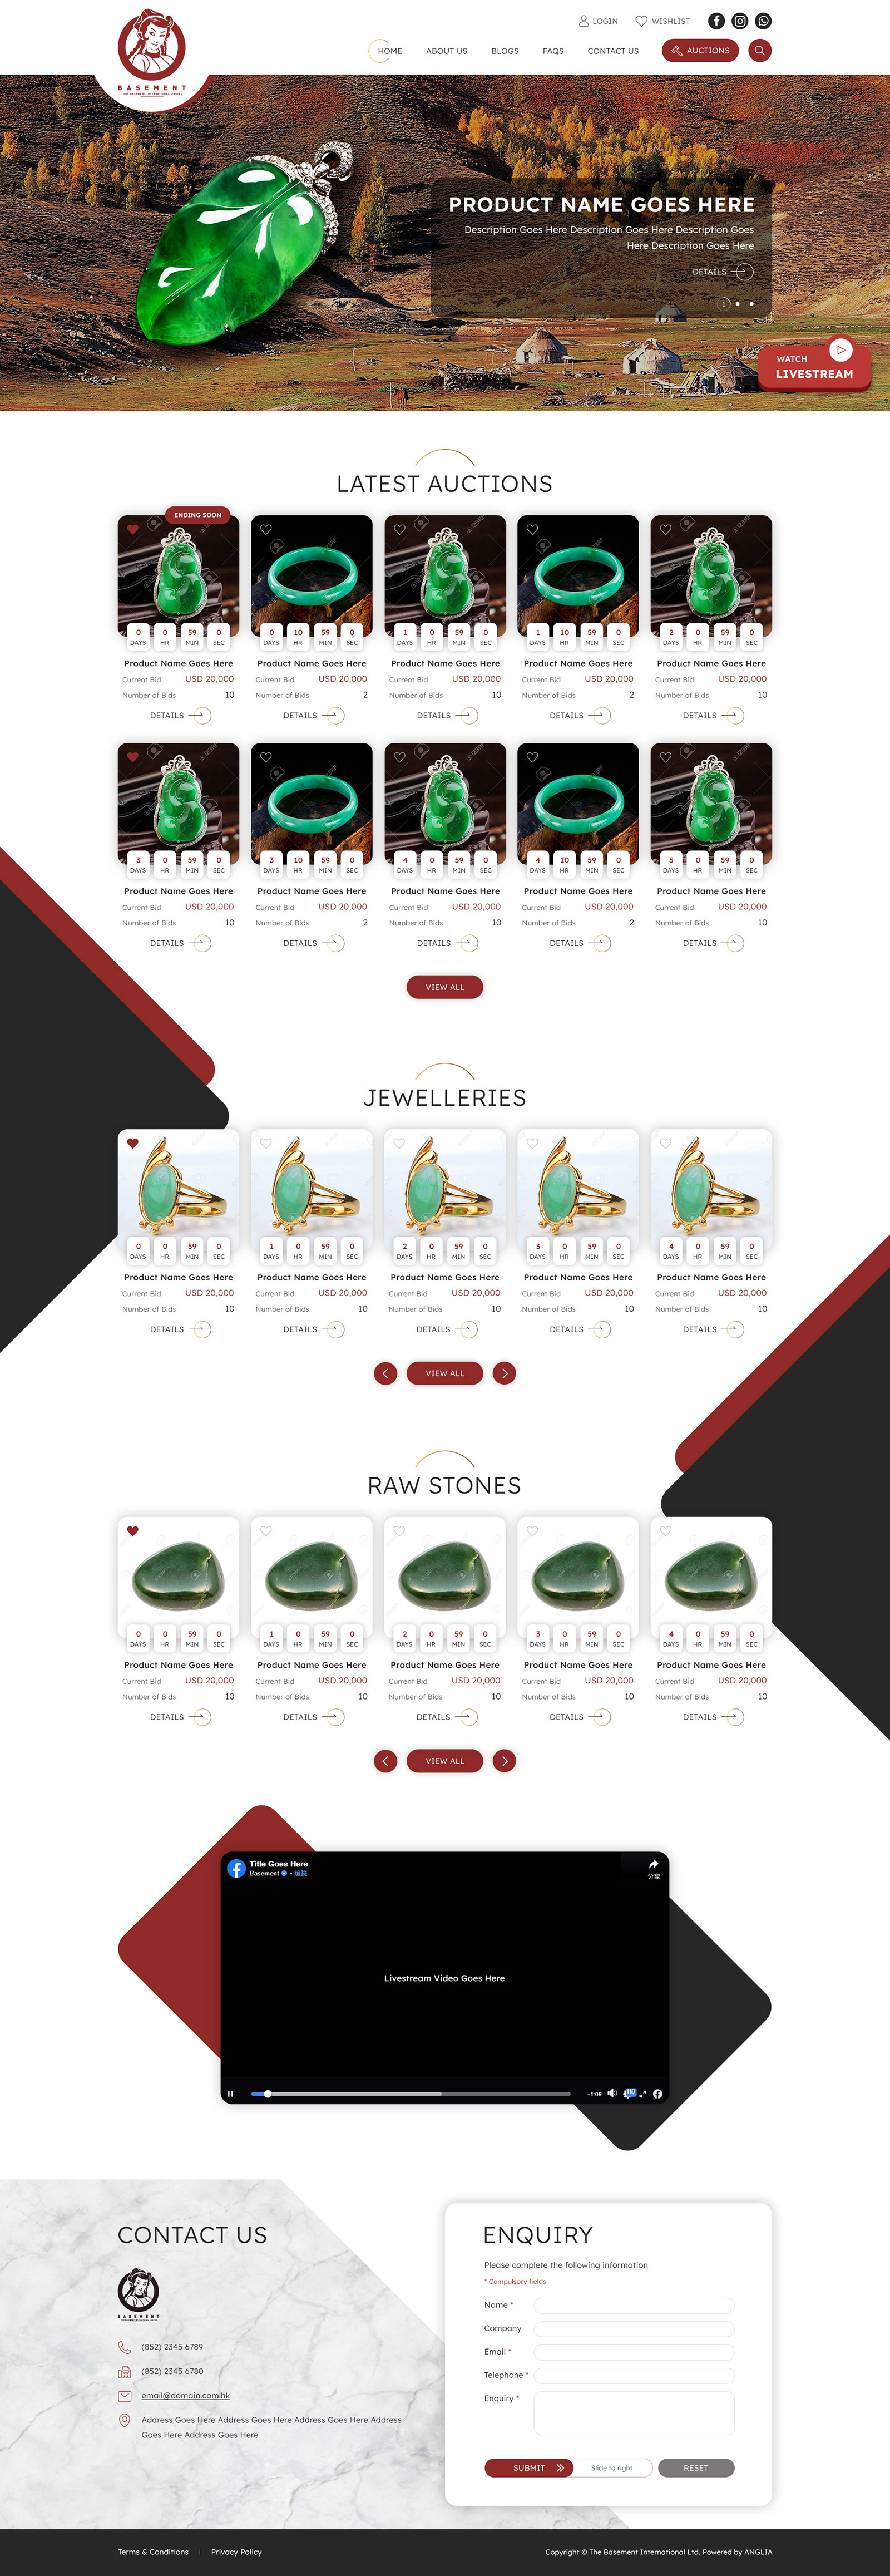 LOGIN
WISHLIST
BASEMENT
THE BASEMENT INTERNATIONAL LIMITED
HOME
ABOUT US
BLOGS
FAQS
CONTACT US
AUCTIONS
PRODUCT NAME GOES HERE
Description Goes Here Description Goes Here Description Goes
Here Description Goes Here
DETAILS
1
WATCH
LIVESTREAM
LATEST AUCTIONS
ENDING SOON
0 0 59 0 0 10 59 0 1 0 59 0 1 10 59 0 2 0 59 0
DAYS HR MIN SEC DAYS HR MIN SEC DAYS HR MIN SEC DAYS HR MIN SEC DAYS HR MIN SEC
Product Name Goes Here Product Name Goes Here Product Name Goes Here Product Name Goes Here Product Name Goes Here
Current Bid USD 20,000 Current Bid USD 20,000 Current Bid USD 20,000 Current Bid USD 20,000 Current Bid USD 20,000
Number of Bids 10 Number of Bids 2 Number of Bids 10 Number of Bids 2 Number of Bids 10
DETAILS DETAILS DETAILS DETAILS DETAILS
3 0 59 0 3 10 59 0 4 0 59 0 4 10 59 0 5 0 59 0
DAYS HR MIN SEC DAYS HR MIN SEC DAYS HR MIN SEC DAYS HR MIN SEC DAYS HR MIN SEC
Product Name Goes Here Product Name Goes Here Product Name Goes Here Product Name Goes Here Product Name Goes Here
Current Bid USD 20,000 Current Bid USD 20,000 Current Bid USD 20,000 Current Bid USD 20,000 Current Bid USD 20,000
Number of Bids 10 Number of Bids 2 Number of Bids 10 Number of Bids 2 Number of Bids 10
DETAILS DETAILS DETAILS DETAILS DETAILS
VIEW ALL
JEWELLERIES
0 0 59 0 1 0 59 0 2 0 59 0 3 0 59 0 4 0 59 0
DAYS HR MIN SEC DAYS HR MIN SEC DAYS HR MIN SEC DAYS HR MIN SEC DAYS HR MIN SEC
Product Name Goes Here Product Name Goes Here Product Name Goes Here Product Name Goes Here Product Name Goes Here
Current Bid USD 20,000 Current Bid USD 20,000 Current Bid USD 20,000 Current Bid USD 20,000 Current Bid USD 20,000
Number of Bids 10 Number of Bids 10 Number of Bids 10 Number of Bids 10 Number of Bids 10
DETAILS DETAILS DETAILS DETAILS DETAILS
VIEW ALL
RAW STONES
0 0 59 0 1 0 59 0 2 0 59 0 3 0 59 0 4 0 59 0
DAYS HR MIN SEC DAYS HR MIN SEC DAYS HR MIN SEC DAYS HR MIN SEC DAYS HR MIN SEC
Product Name Goes Here Product Name Goes Here Product Name Goes Here Product Name Goes Here Product Name Goes Here
Current Bid USD 20,000 Current Bid USD 20,000 Current Bid USD 20,000 Current Bid USD 20,000 Current Bid USD 20,000
Number of Bids 10 Number of Bids 10 Number of Bids 10 Number of Bids 10 Number of Bids 10
DETAILS DETAILS DETAILS DETAILS DETAILS
VIEW ALL
Title Goes Here
Basement • 追蹤
分享
Livestream Video Goes Here
-1:09
HD
CONTACT US
BASEMENT
(852) 2345 6789
(852) 2345 6780
email@domain.com.hk
Address Goes Here Address Goes Here Address Goes Here Address
Goes Here Address Goes Here
ENQUIRY
Please complete the following information
* Compulsory fields
Name *
Company
Email *
Telephone *
Enquiry *
SUBMIT
Slide to right
RESET
Terms & Conditions | Privacy Policy
Copyright © The Basement International Ltd. Powered by ANGLIA